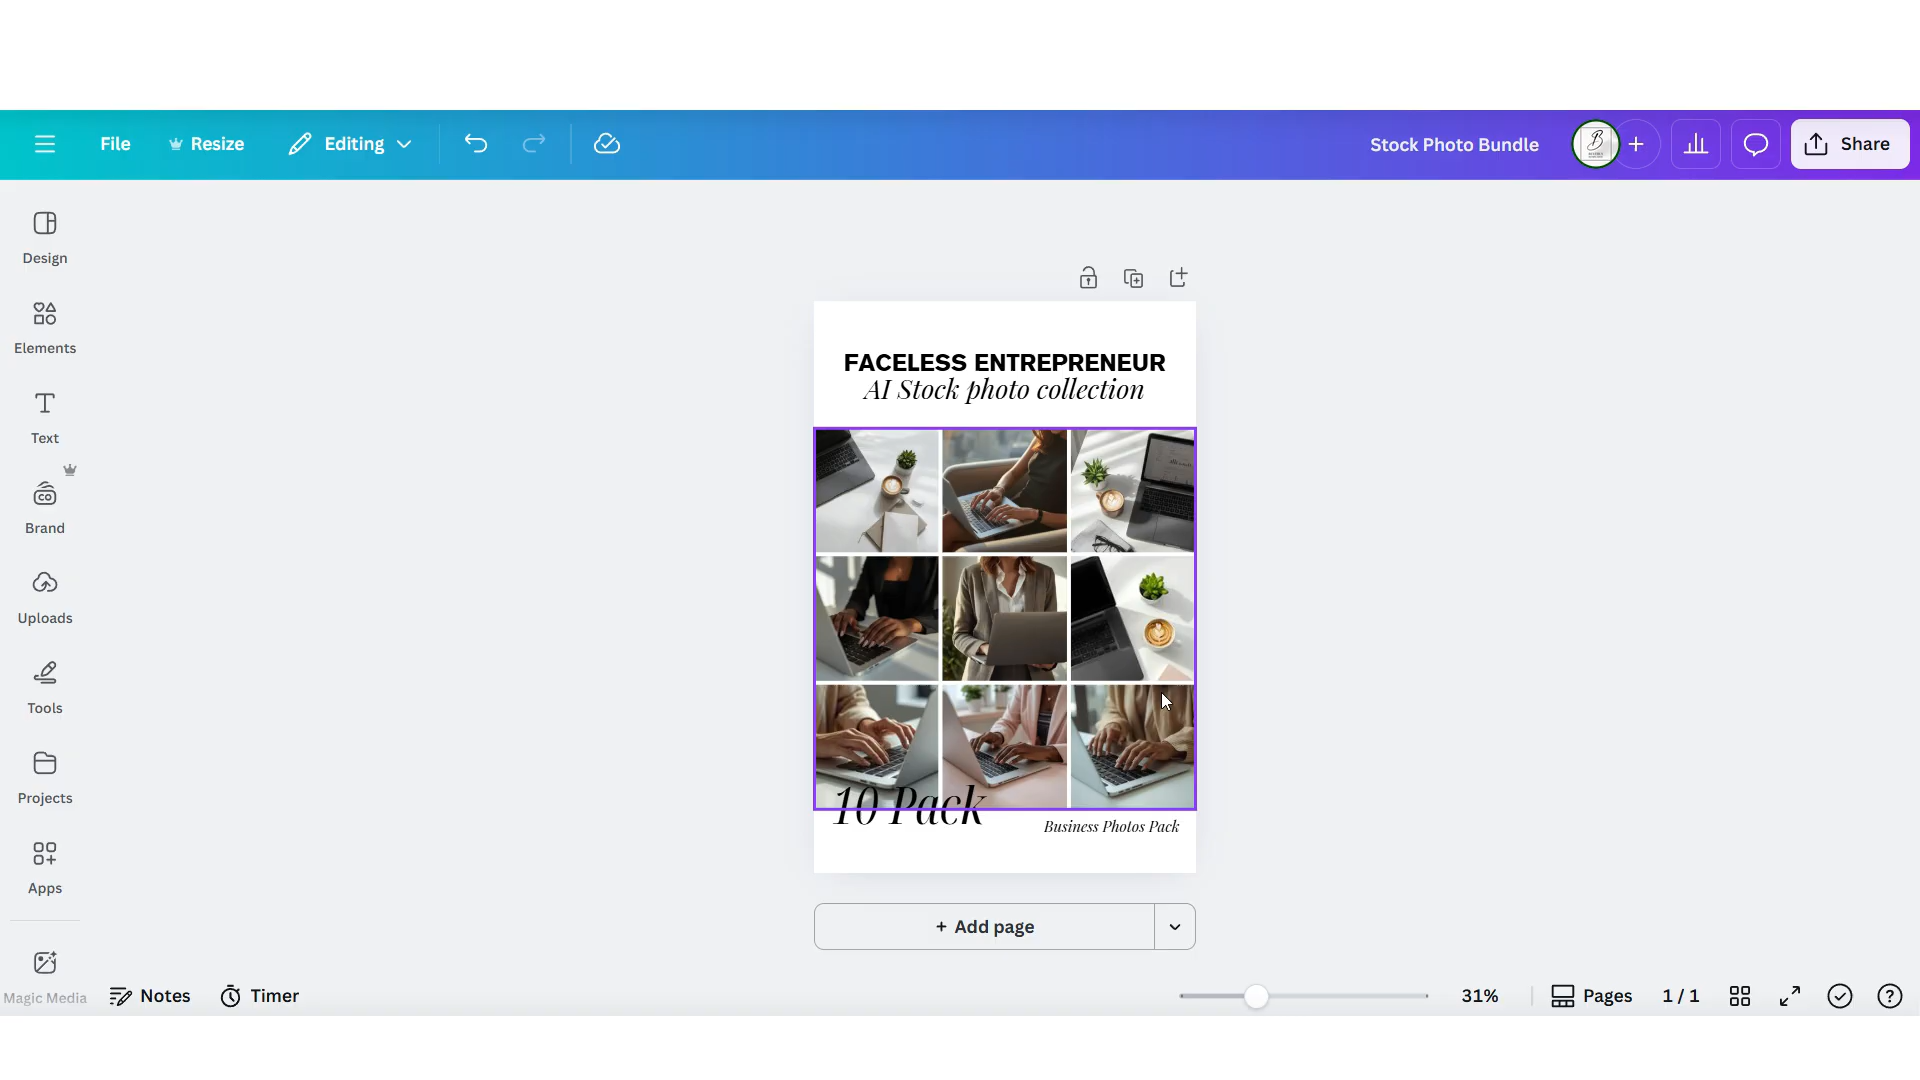 File
Resize
Editing
Stock Photo Bundle
Share
Design
Elements
Text
Brand
Uploads
Tools
Projects
Apps
Magic Media
FACELESS ENTREPRENEUR
AI Stock photo collection
10 Pack
Business Photos Pack
+ Add page
Notes
Timer
31%
Pages
1 / 1